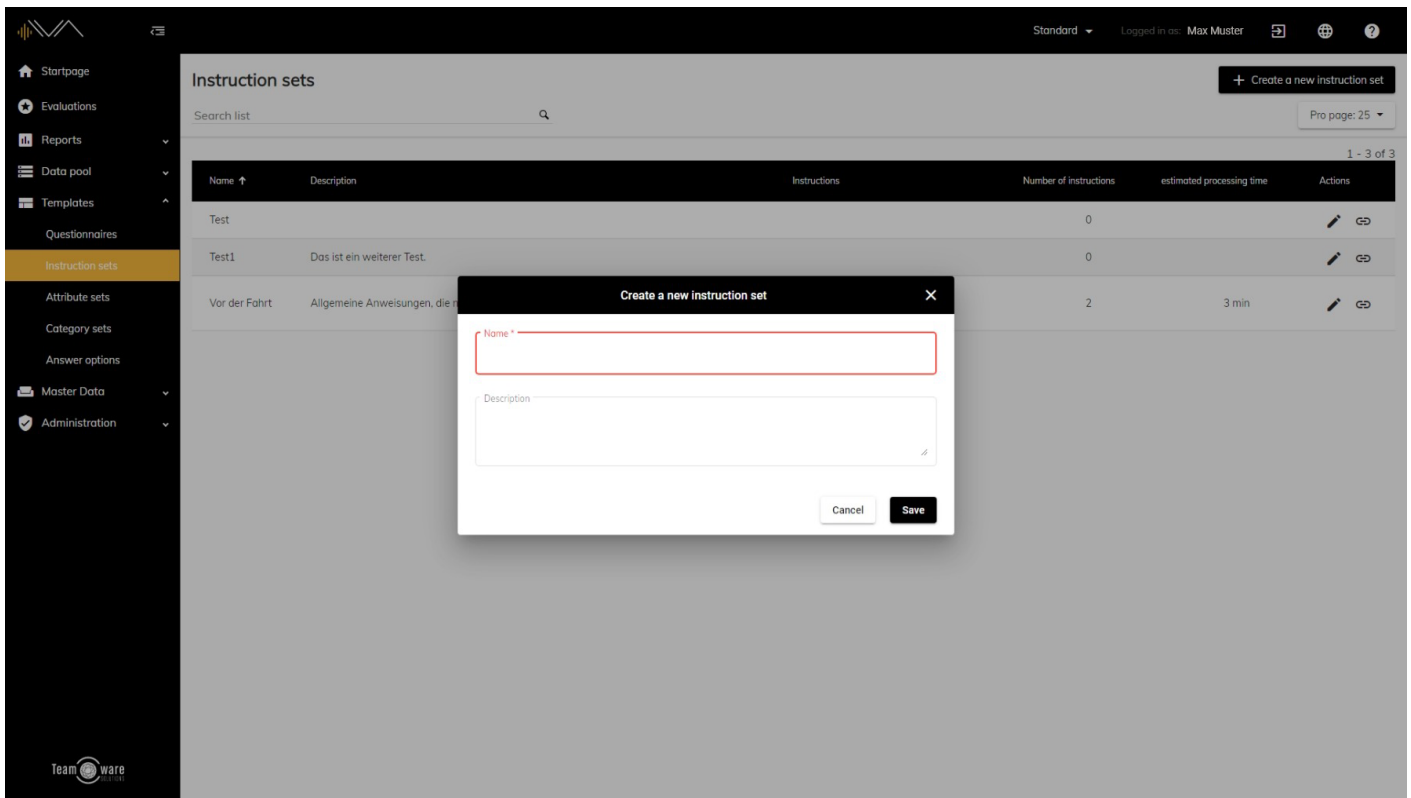 Standard
Logged in as: Max Muster
Startpage
Evaluations
Reports
Data pool
Templates
Questionnaires
Instruction sets
Attribute sets
Category sets
Answer options
Master Data
Administration
Team ware
SOLUTIONS
Instruction sets
+ Create a new instruction set
Search list
Pro page: 25
1 - 3 of 3
Name ↑ Description Instructions Number of instructions estimated processing time Actions
Test 0
Test1 Das ist ein weiterer Test. 0
Vor der Fahrt Allgemeine Anweisungen, die 2 3 min
Create a new instruction set
Name *
Description
Cancel Save